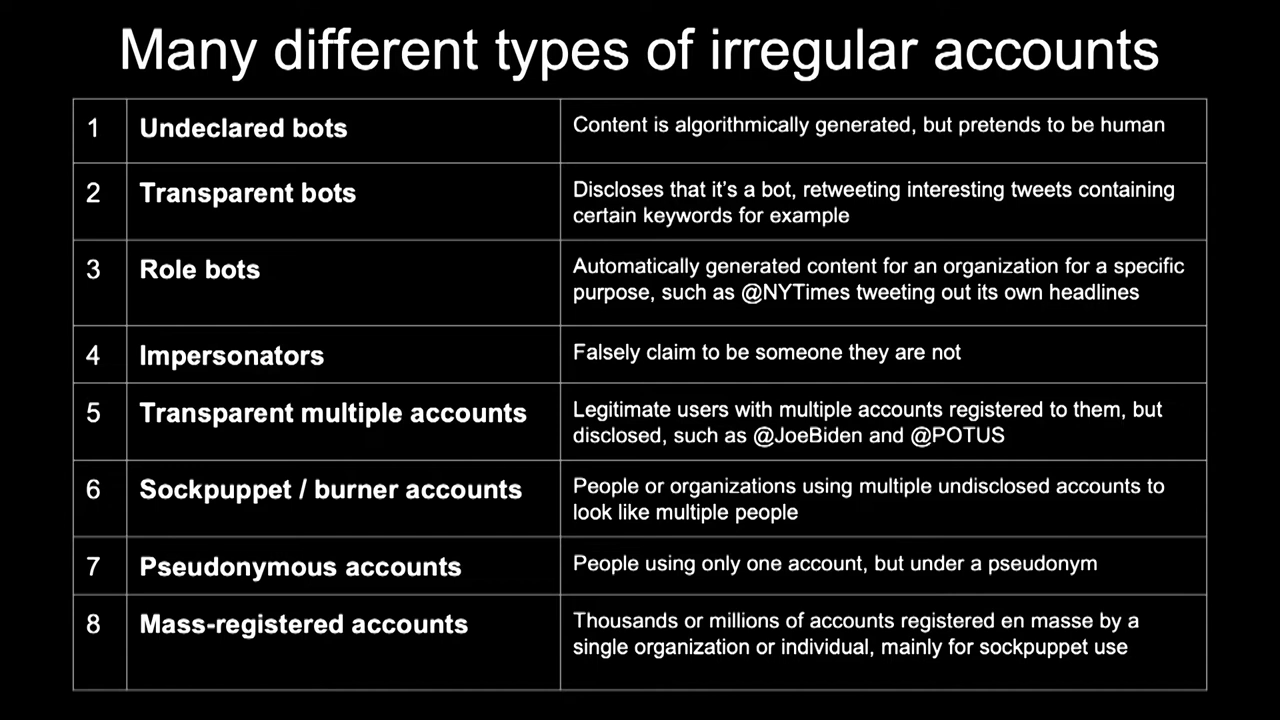 Many different types of irregular accounts
1
Undeclared bots
Content is algorithmically generated, but pretends to be human
2
Transparent bots
Discloses that it's a bot, retweeting interesting tweets containing
certain keywords for example
3
Role bots
Automatically generated content for an organization for a specific
purpose, such as @NYTimes tweeting out its own headlines
4
Impersonators
Falsely claim to be someone they are not
5
Transparent multiple accounts
Legitimate users with multiple accounts registered to them, but
disclosed, such as @JoeBiden and @POTUS
6
Sockpuppet / burner accounts
People or organizations using multiple undisclosed accounts to
look like multiple people
7
Pseudonymous accounts
People using only one account, but under a pseudonym
8
Mass-registered accounts
Thousands or millions of accounts registered en masse by a
single organization or individual, mainly for sockpuppet use